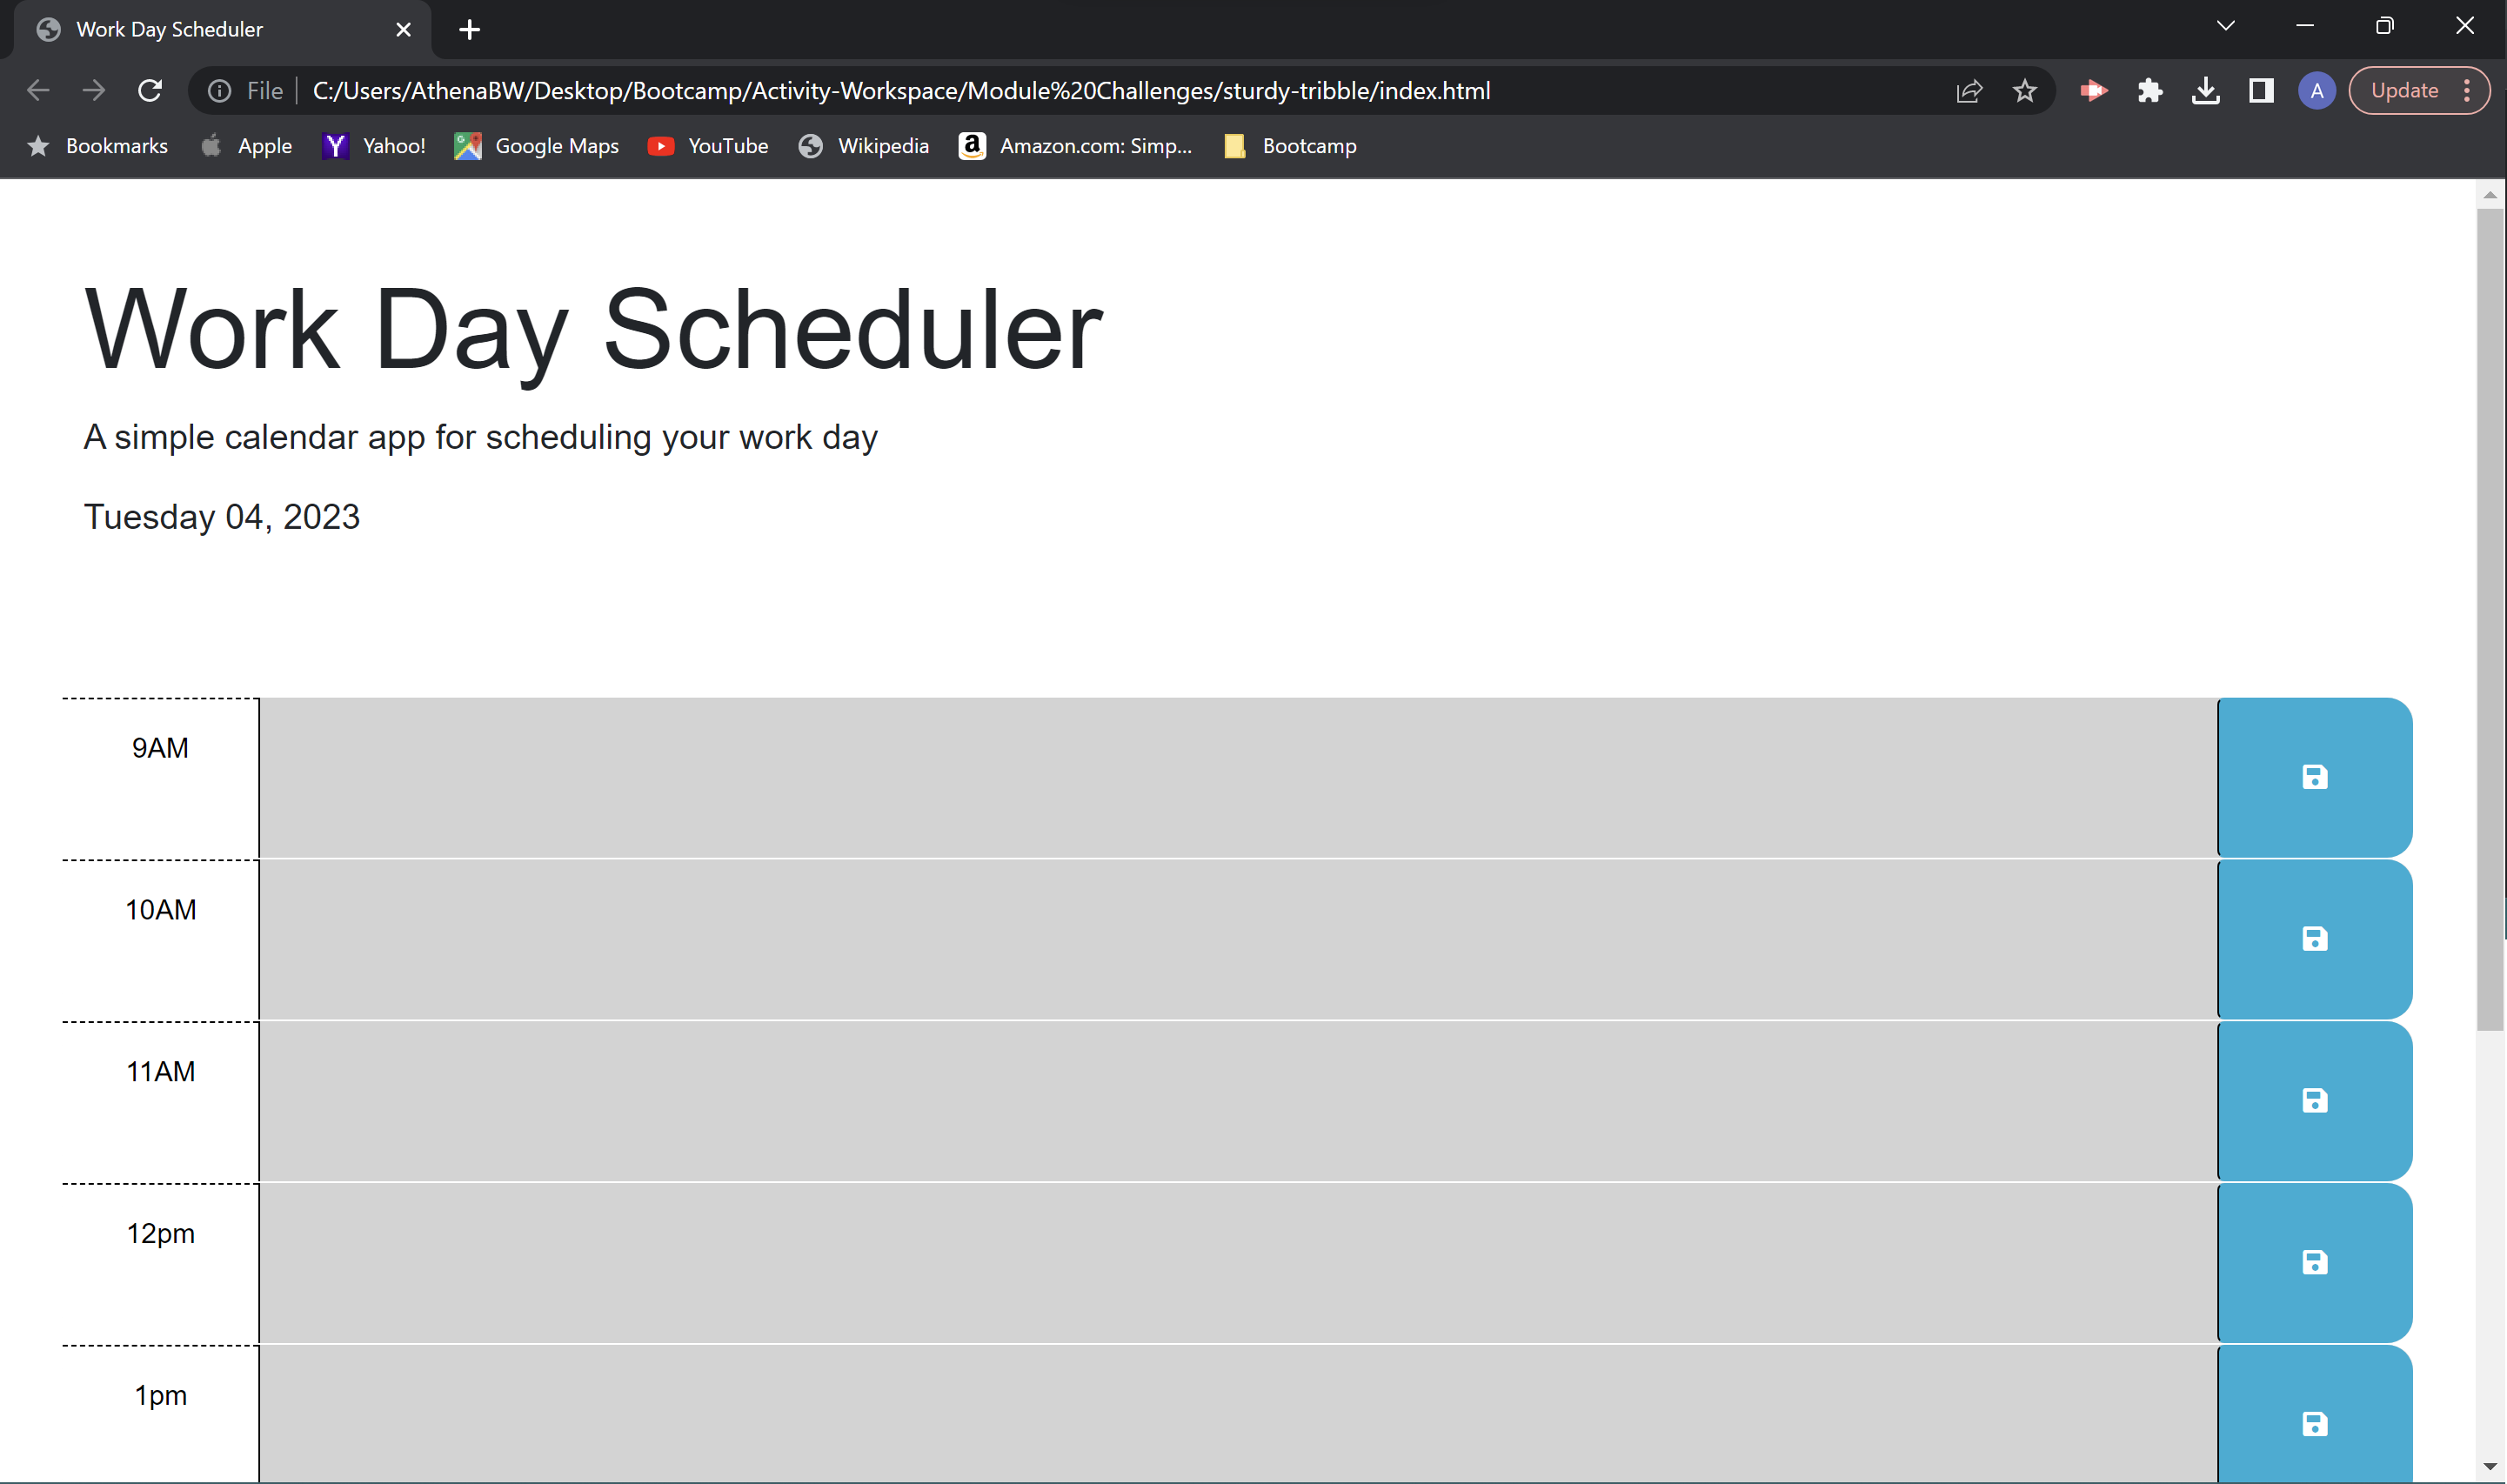 Work Day Scheduler
File C:/Users/AthenaBW/Desktop/Bootcamp/Activity-Workspace/Module%20Challenges/sturdy-tribble/index.html A Update
Bookmarks Apple Yahoo! Google Maps YouTube Wikipedia Amazon.com: Simp... Bootcamp
Work Day Scheduler
A simple calendar app for scheduling your work day
Tuesday 04, 2023
9AM
10AM
11AM
12pm
1pm